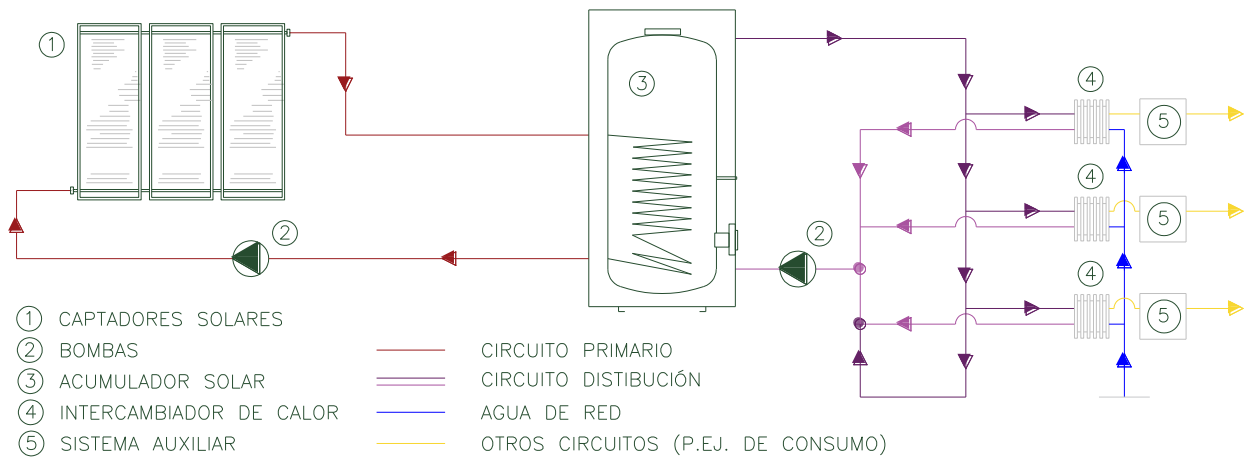 1
2
3
2
4
5
4
5
4
5
1 CAPTADORES SOLARES
2 BOMBAS
3 ACUMULADOR SOLAR
4 INTERCAMBIADOR DE CALOR
5 SISTEMA AUXILIAR
CIRCUITO PRIMARIO
CIRCUITO DISTIBUCIÓN
AGUA DE RED
OTROS CIRCUITOS (P.EJ. DE CONSUMO)